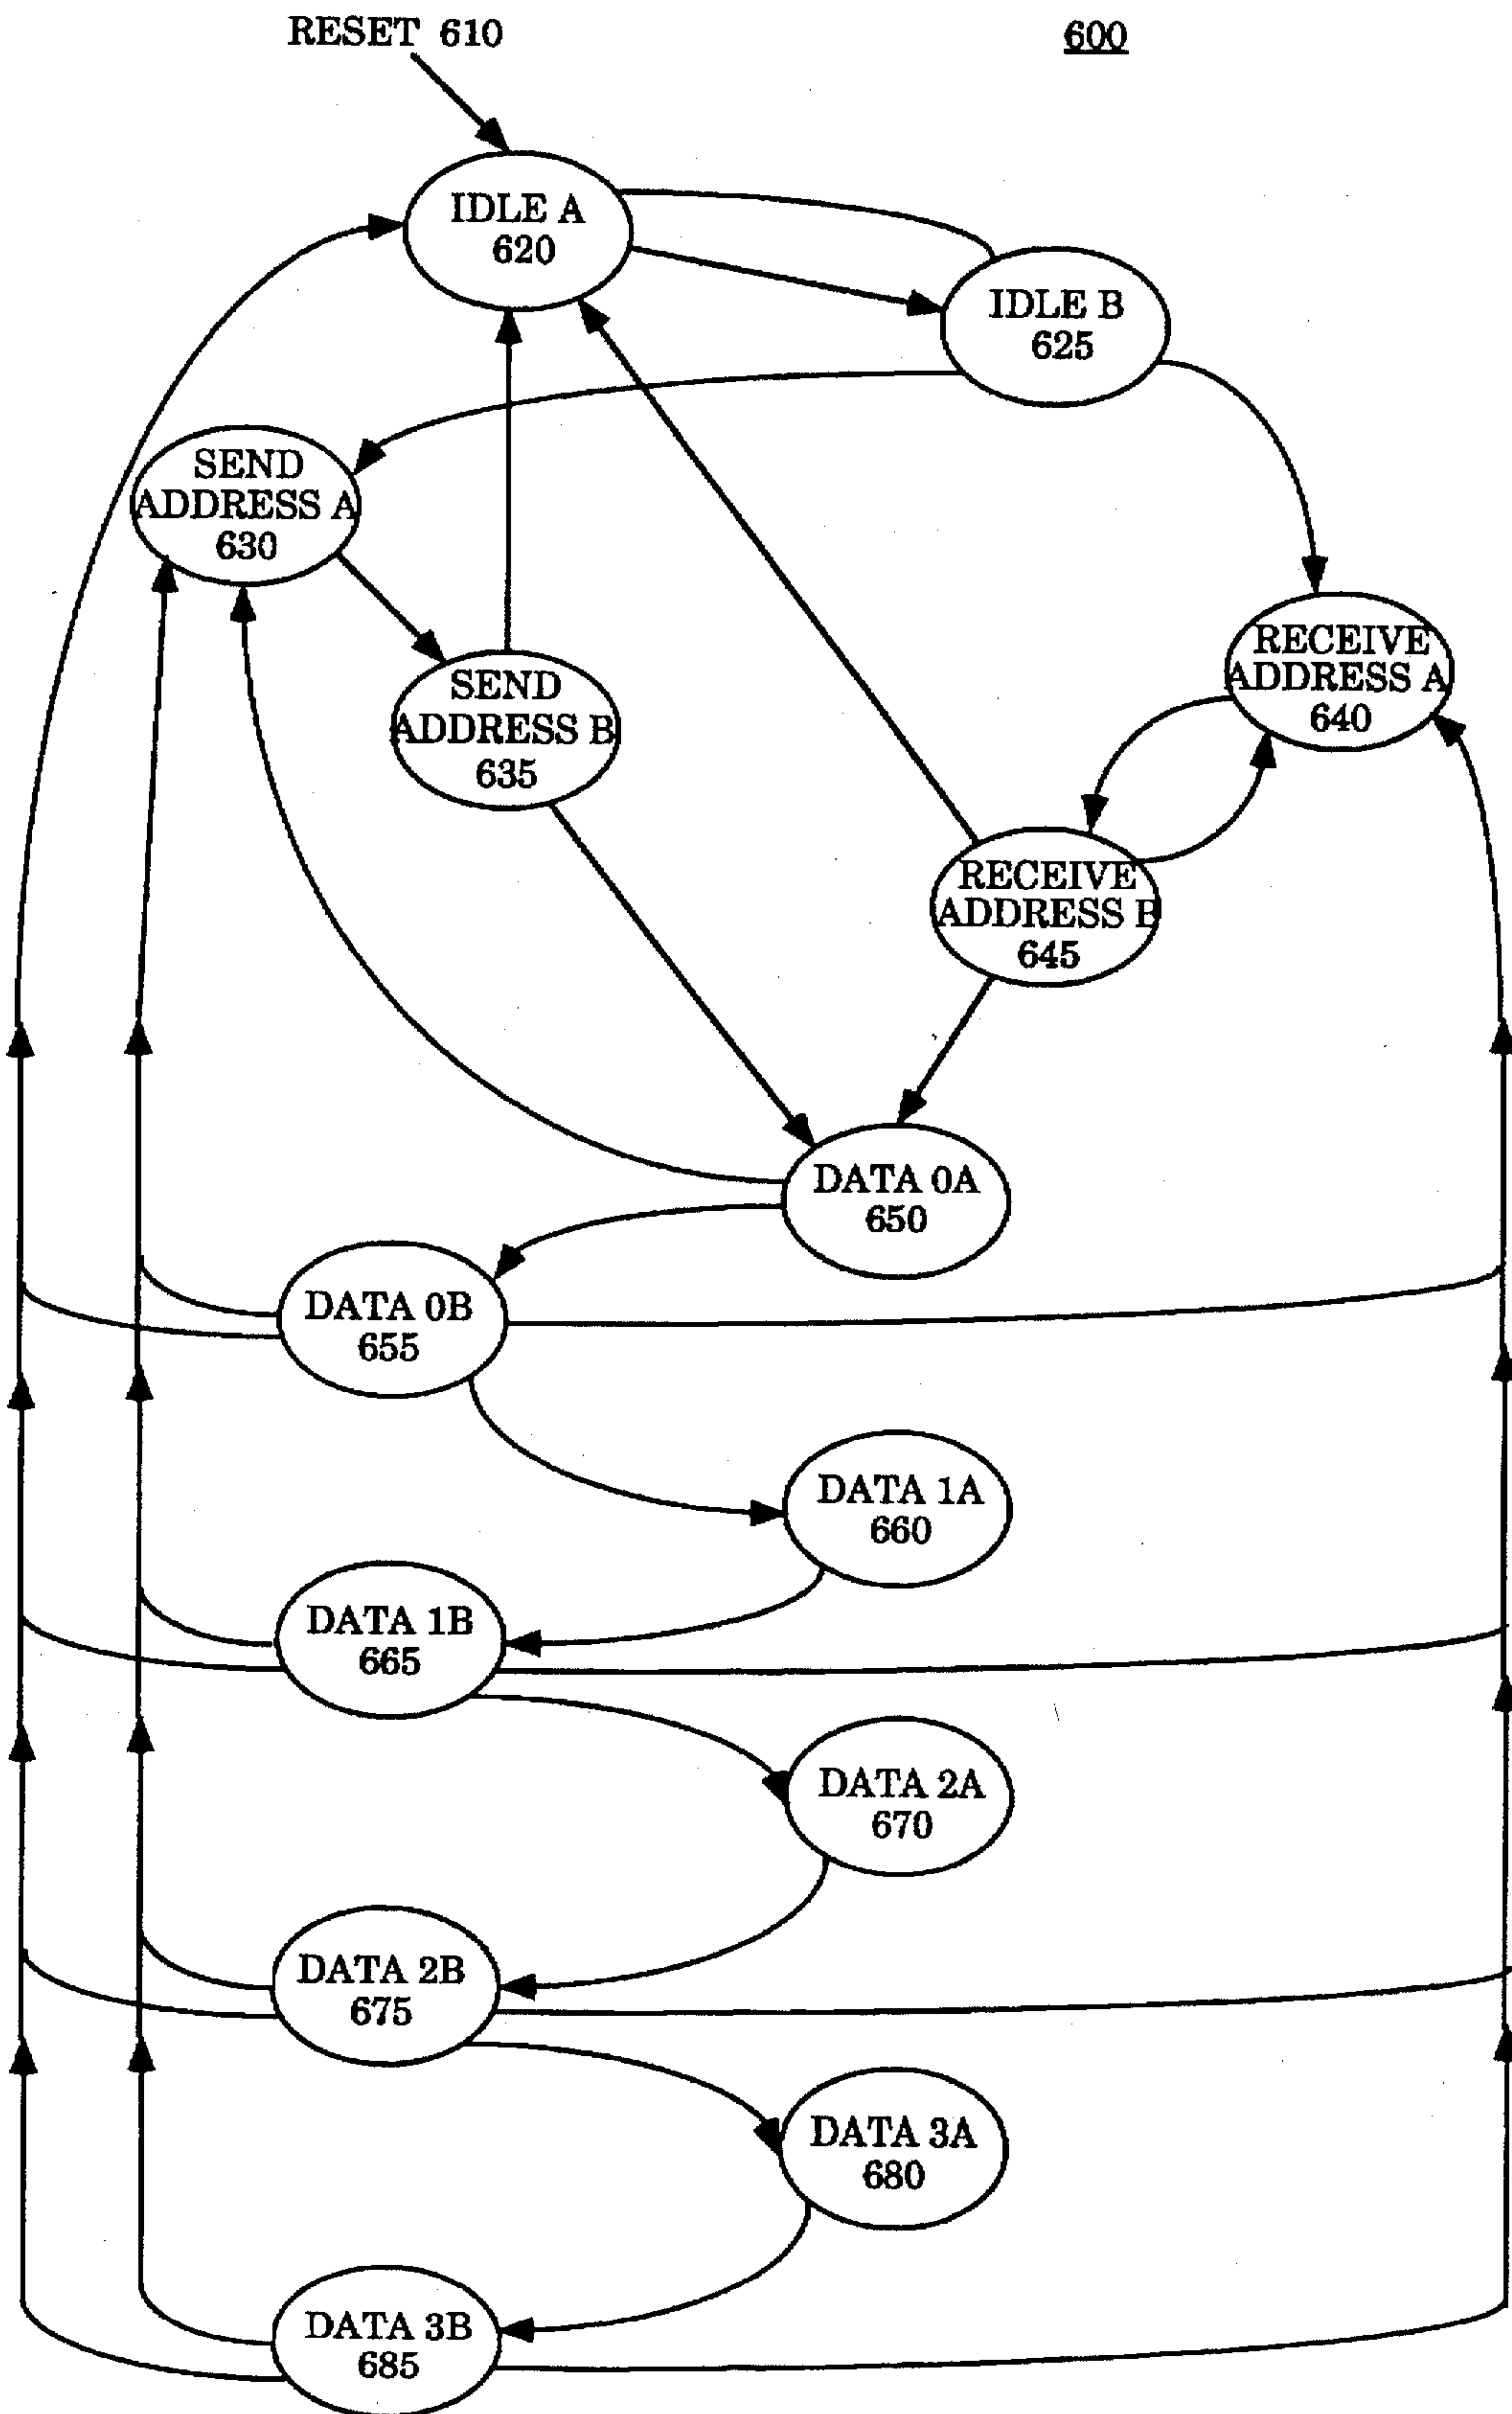 RESET 610
600
IDLE A
620
IDLE B
625
SEND
ADDRESS A
630
RECEIVE
ADDRESS A
640
SEND
ADDRESS B
635
RECEIVE
ADDRESS B
645
DATA 0A
650
DATA 0B
655
DATA 1A
660
DATA 1B
665
DATA 2A
670
DATA 2B
675
DATA 3A
680
DATA 3B
685